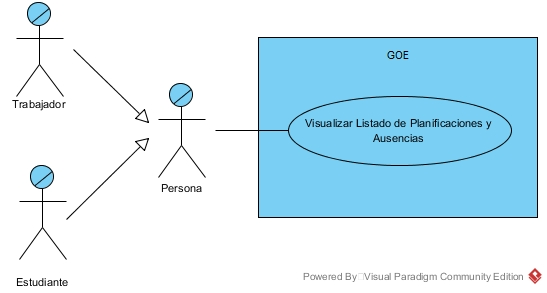 GOE
Trabajador
Visualizar Listado de Planificaciones y
Ausencias
Persona
Estudiante
Powered By Visual Paradigm Community Edition